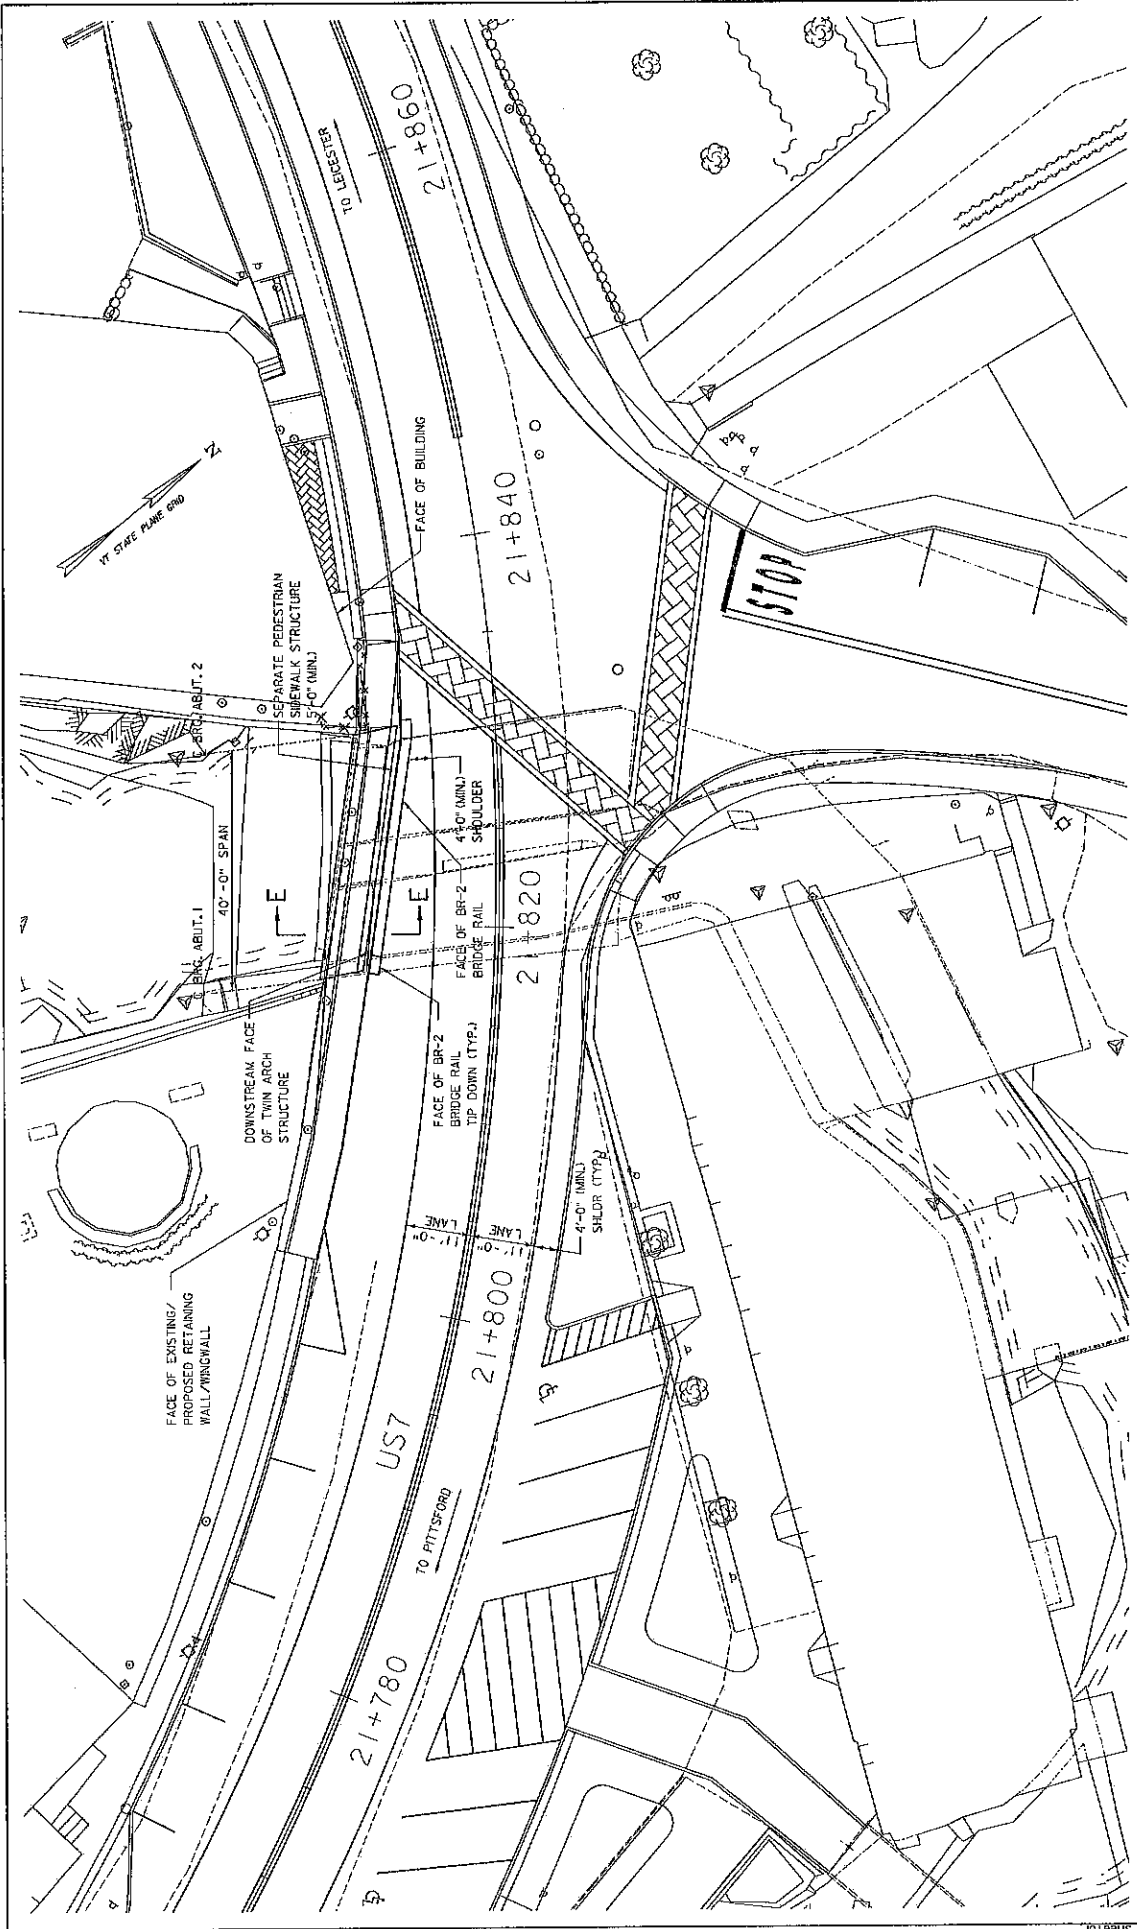 TO LEICESTER
21+860
N
VT STATE PLANE GRID
FACE OF BUILDING
21+840
STOP
SEPARATE PEDESTRIAN
SIDEWALK STRUCTURE
5'-0" (MIN.)
BRG. ABUT. 2
40'-0" SPAN
BRG. ABUT. 1
E
E
4'-0" (MIN.)
SHOULDER
FACE OF BR-2
BRIDGE RAIL
21+820
DOWNSTREAM FACE
OF TWIN ARCH
STRUCTURE
FACE OF BR-2
BRIDGE RAIL
TIP DOWN (TYP.)
11'-0"
LANE
11'-0"
LANE
4'-0" (MIN.)
SHLDR (TYP.)
FACE OF EXISTING/
PROPOSED RETAINING
WALL/WINGWALL
21+800
US7
TO PITTSFORD
21+780